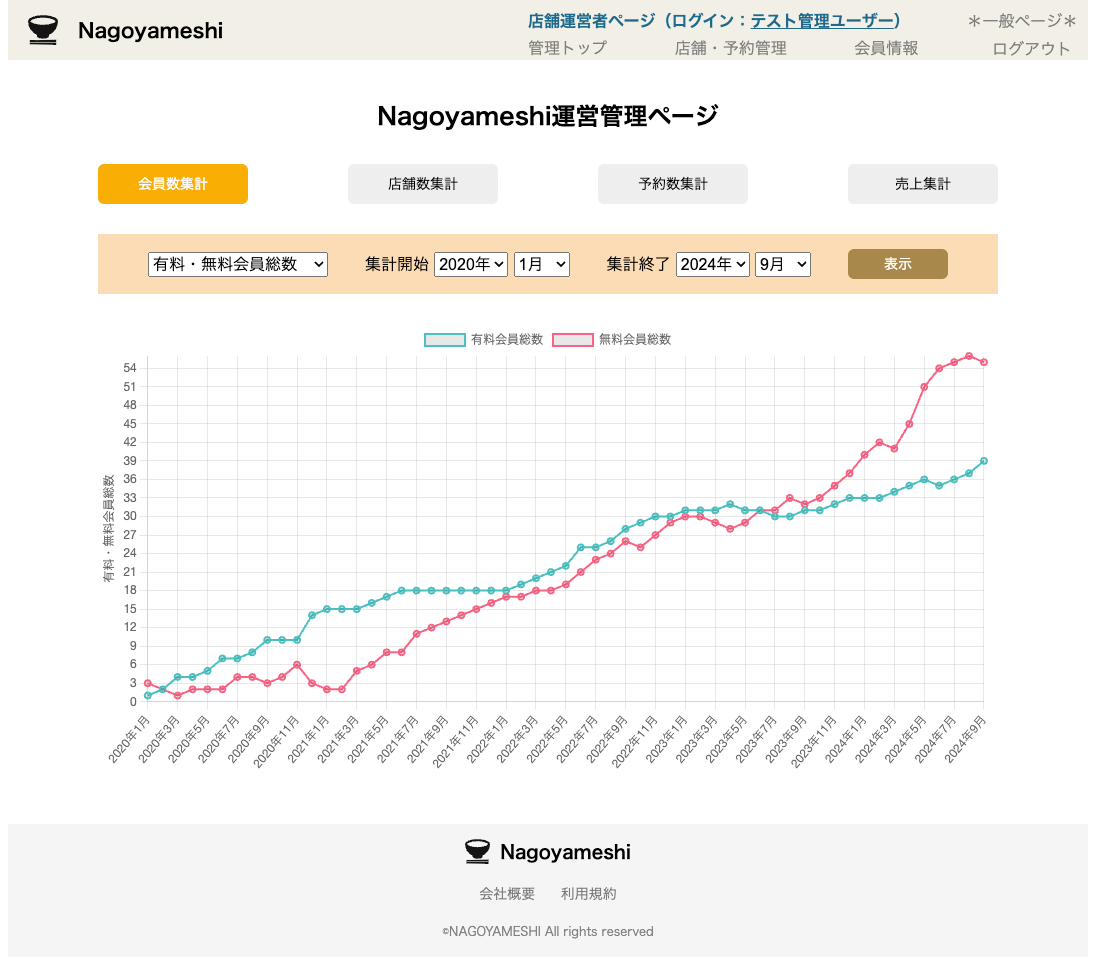 Nagoyameshi
店舗運営者ページ（ログイン：テスト管理ユーザー）
＊一般ページ＊
管理トップ
店舗・予約管理
会員情報
ログアウト
Nagoyameshi運営管理ページ
会員数集計
店舗数集計
予約数集計
売上集計
有料・無料会員総数
集計開始 2020年 1月
集計終了 2024年 9月
表示
有料会員総数
無料会員総数
有料・無料会員総数
54
51
48
45
42
39
36
33
30
27
24
21
18
15
12
9
6
3
0
2020年1月
2020年3月
2020年5月
2020年7月
2020年9月
2020年11月
2021年1月
2021年3月
2021年5月
2021年7月
2021年9月
2021年11月
2022年1月
2022年3月
2022年5月
2022年7月
2022年9月
2022年11月
2023年1月
2023年3月
2023年5月
2023年7月
2023年9月
2023年11月
2024年1月
2024年3月
2024年5月
2024年7月
2024年9月
Nagoyameshi
会社概要
利用規約
©NAGOYAMESHI All rights reserved